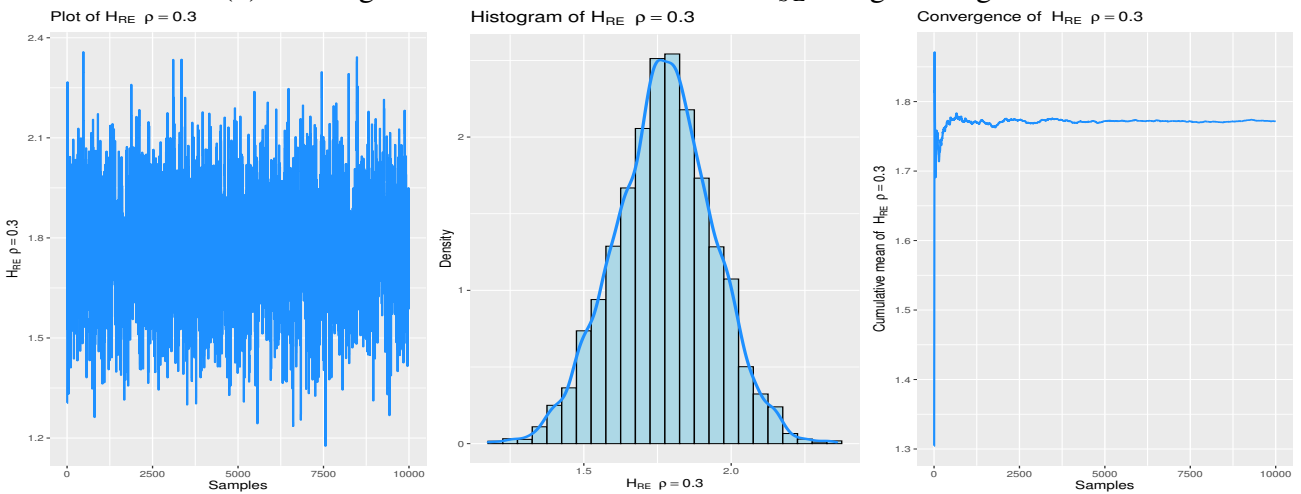 Plot of H_RE ρ = 0.3
2.4
2.1
1.8
1.5
1.2
H_RE ρ = 0.3
0
2500
5000
7500
10000
Samples
Histogram of H_RE ρ = 0.3
2
1
0
Density
1.5
2.0
H_RE ρ = 0.3
Convergence of H_RE ρ = 0.3
1.8
1.7
1.6
1.5
1.4
1.3
Cumulative mean of H_RE ρ = 0.3
0
2500
5000
7500
10000
Samples